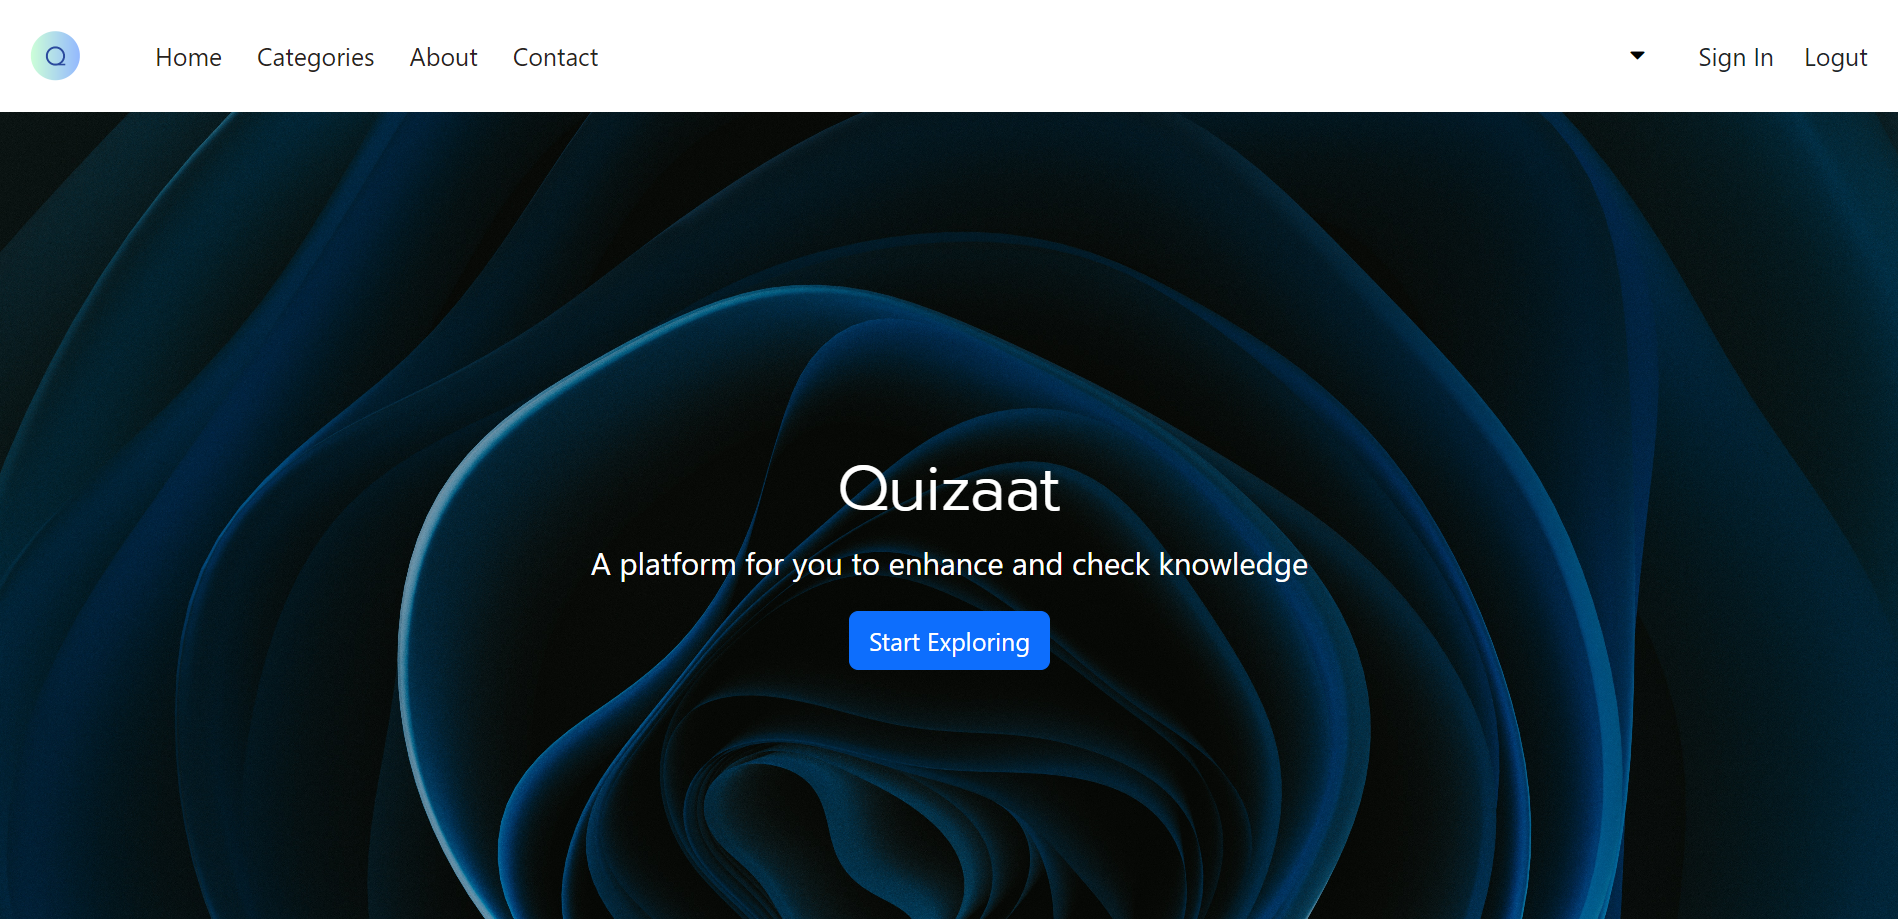 Q
Home Categories About Contact Sign In Logut
Quizaat
A platform for you to enhance and check knowledge
Start Exploring